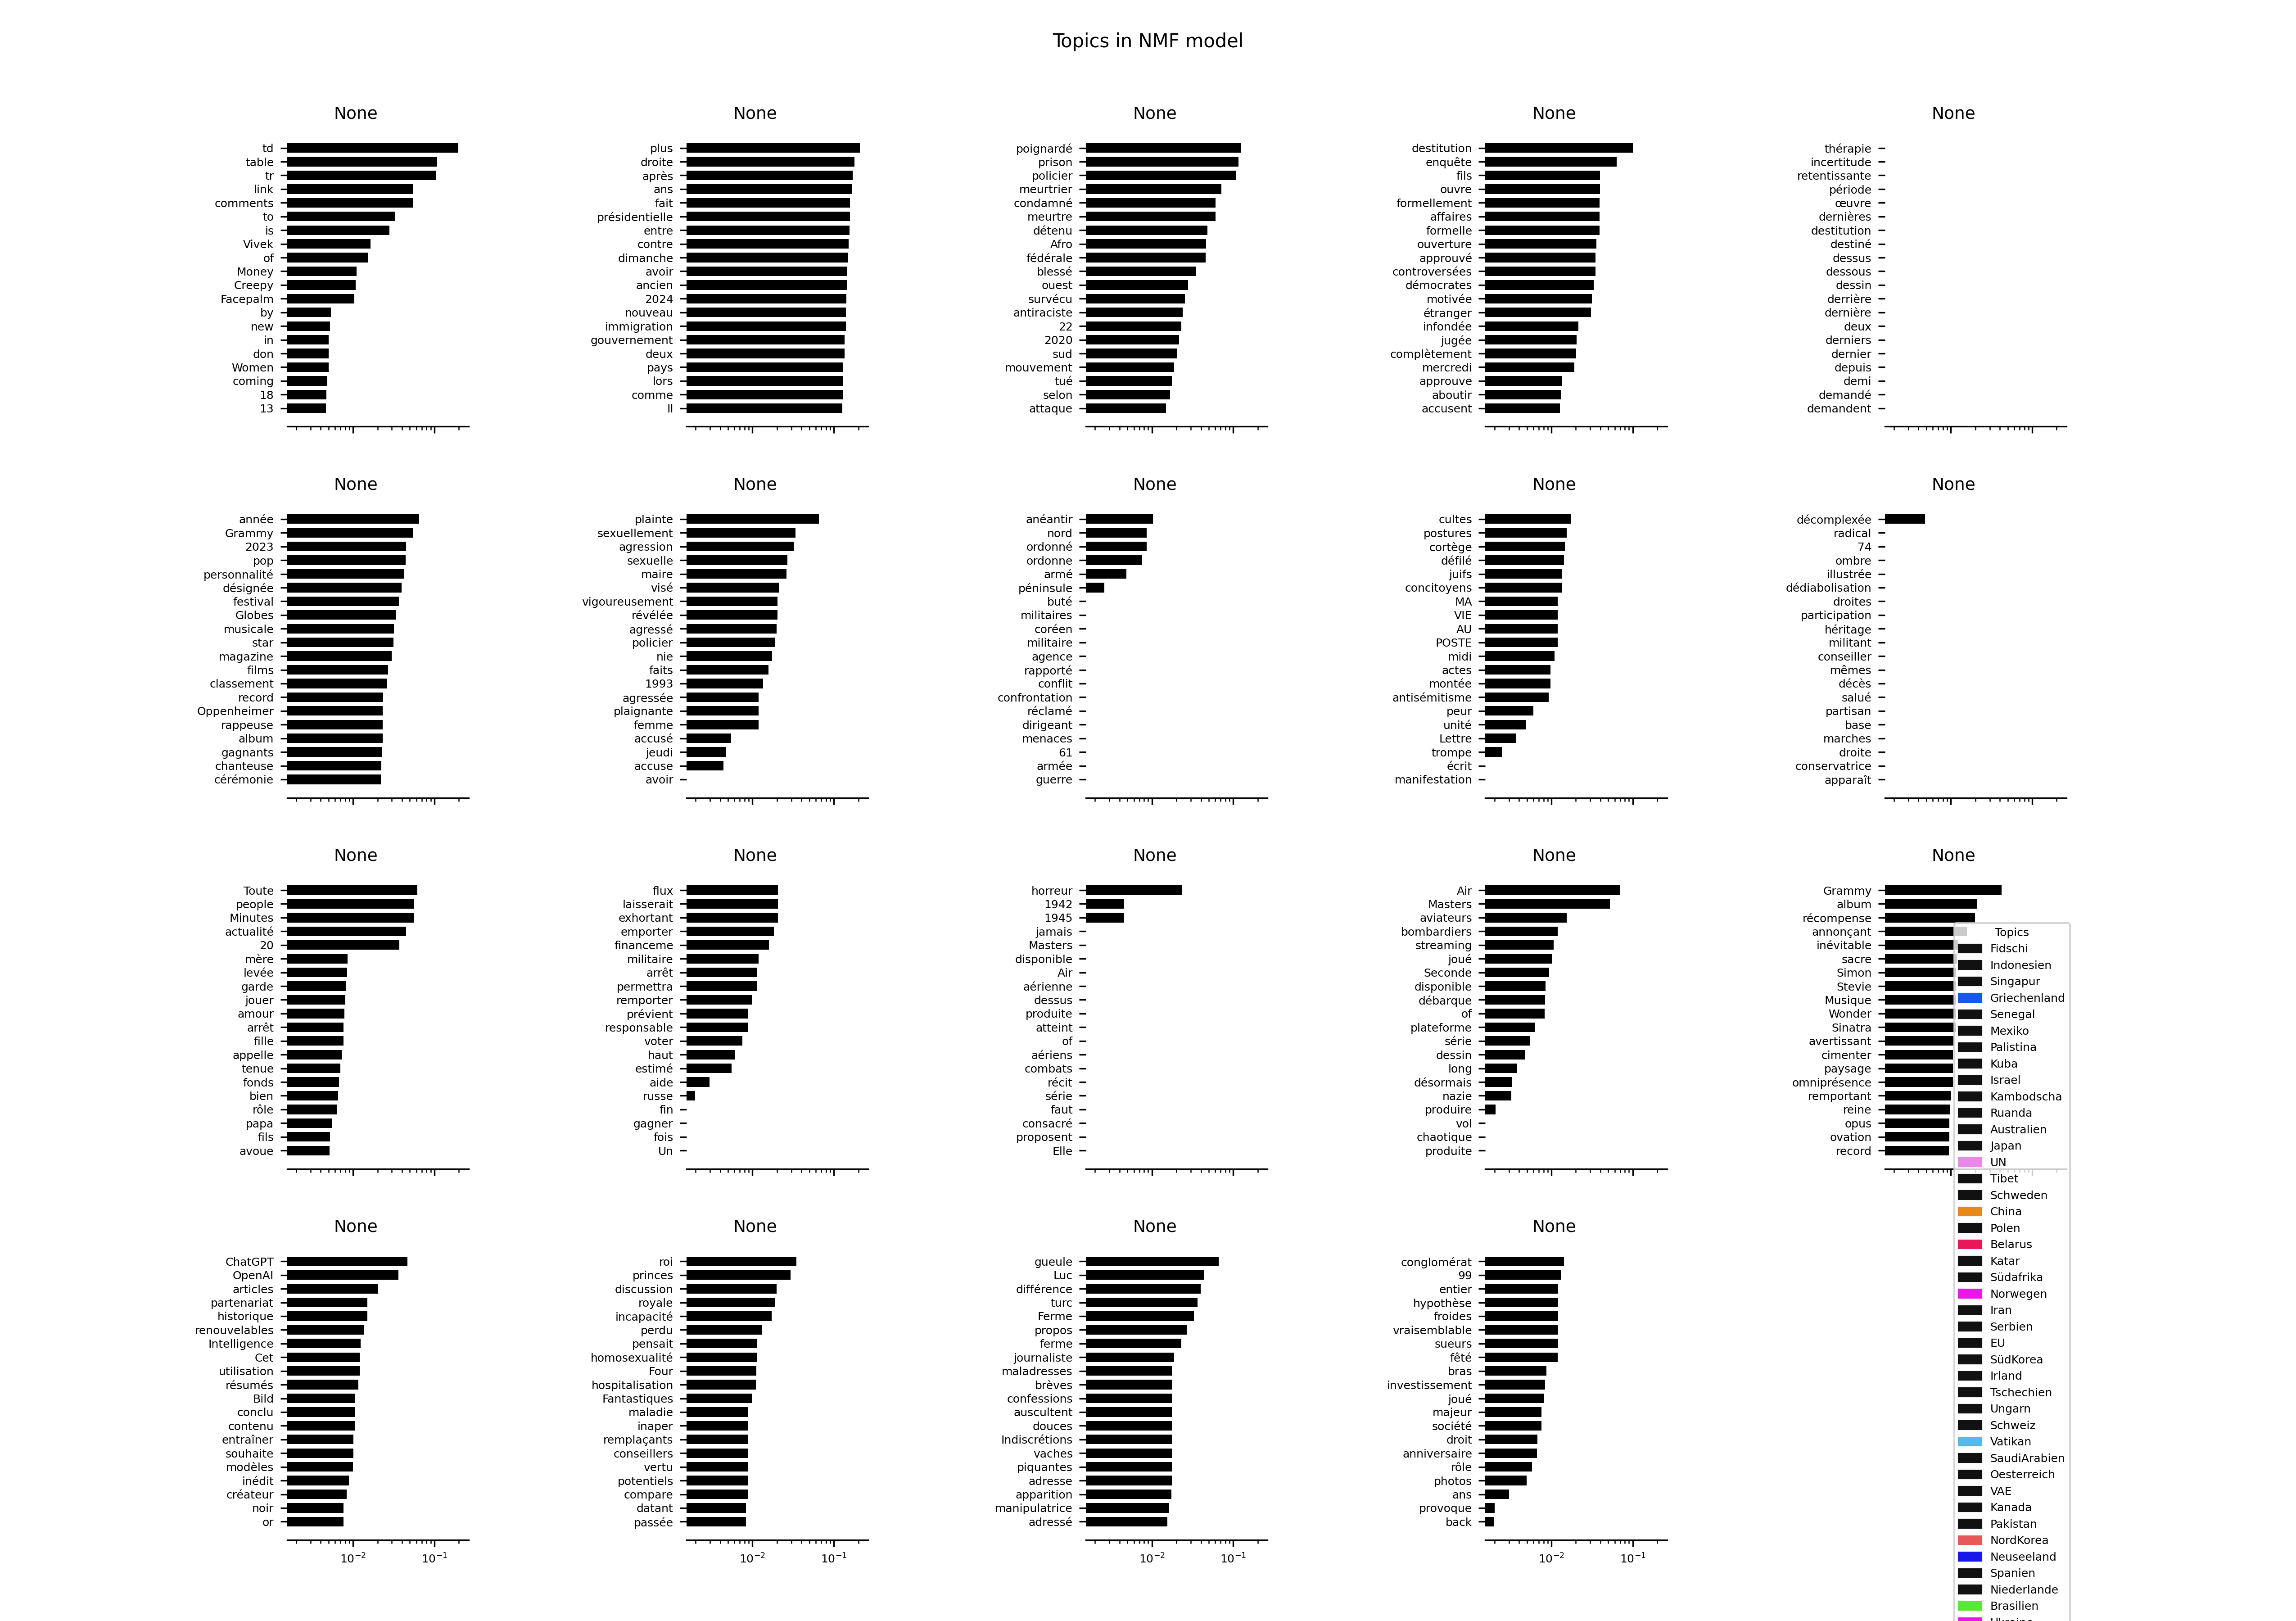 Topics in NMF model
None
td
table
tr
link
comments
to
is
Vivek
of
Money
Creepy
Facepalm
by
new
in
don
Women
coming
18
13
None
plus
droite
après
ans
fait
présidentielle
entre
contre
dimanche
avoir
ancien
2024
nouveau
immigration
gouvernement
deux
pays
lors
comme
Il
None
poignardé
prison
policier
meurtrier
condamné
meurtre
détenu
Afro
fédérale
blessé
ouest
survécu
antiraciste
22
2020
sud
mouvement
tué
selon
attaque
None
destitution
enquête
fils
ouvre
formellement
affaires
formelle
ouverture
approuvé
controversées
démocrates
motivée
étranger
infondée
jugée
complètement
mercredi
approuve
aboutir
accusent
None
thérapie
incertitude
retentissante
période
œuvre
dernières
destitution
destiné
dessus
dessous
dessin
derrière
dernière
deux
derniers
dernier
depuis
demi
demandé
demandent
None
année
Grammy
2023
pop
personnalité
désignée
festival
Globes
musicale
star
magazine
films
classement
record
Oppenheimer
rappeuse
album
gagnants
chanteuse
cérémonie
None
plainte
sexuellement
agression
sexuelle
maire
visé
vigoureusement
révélée
agressé
policier
nie
faits
1993
agressée
plaignante
femme
accusé
jeudi
accuse
avoir
None
anéantir
nord
ordonné
ordonne
armé
péninsule
buté
militaires
coréen
militaire
agence
rapporté
conflit
confrontation
réclamé
dirigeant
menaces
61
armée
guerre
None
cultes
postures
cortège
défilé
juifs
concitoyens
MA
VIE
AU
POSTE
midi
actes
montée
antisémitisme
peur
unité
Lettre
trompe
écrit
manifestation
None
décomplexée
radical
74
ombre
illustrée
dédiabolisation
droites
participation
héritage
militant
conseiller
mêmes
décès
salué
partisan
base
marches
droite
conservatrice
apparaît
None
Toute
people
Minutes
actualité
20
mère
levée
garde
jouer
amour
arrêt
fille
appelle
tenue
fonds
bien
rôle
papa
fils
avoue
None
flux
laisserait
exhortant
emporter
financeme
militaire
arrêt
permettra
remporter
prévient
responsable
voter
haut
estimé
aide
russe
fin
gagner
fois
Un
None
horreur
1942
1945
jamais
Masters
disponible
Air
aérienne
dessus
produite
atteint
of
aériens
combats
récit
série
faut
consacré
proposent
Elle
None
Air
Masters
aviateurs
bombardiers
streaming
joué
Seconde
disponible
débarque
of
plateforme
série
dessin
long
désormais
nazie
produire
vol
chaotique
produite
None
Grammy
album
récompense
annonçant
inévitable
sacre
Simon
Stevie
Musique
Wonder
Sinatra
avertissant
cimenter
paysage
omniprésence
remportant
reine
opus
ovation
record
None
ChatGPT
OpenAI
articles
partenariat
historique
renouvelables
Intelligence
Cet
utilisation
résumés
Bild
conclu
contenu
entraîner
souhaite
modèles
inédit
créateur
noir
or
10⁻² 10⁻¹
None
roi
princes
discussion
royale
incapacité
perdu
pensait
homosexualité
Four
hospitalisation
Fantastiques
maladie
inaper
remplaçants
conseillers
vertu
potentiels
compare
datant
passée
10⁻² 10⁻¹
None
gueule
Luc
différence
turc
Ferme
propos
ferme
journaliste
maladresses
brèves
confessions
auscultent
douces
Indiscrétions
vaches
piquantes
adresse
apparition
manipulatrice
adressé
10⁻² 10⁻¹
None
conglomérat
99
entier
hypothèse
froides
vraisemblable
sueurs
fêté
bras
investissement
joué
majeur
société
droit
anniversaire
rôle
photos
ans
provoque
back
10⁻² 10⁻¹
Topics
Fidschi
Indonesien
Singapur
Griechenland
Senegal
Mexiko
Palistina
Kuba
Israel
Kambodscha
Ruanda
Australien
Japan
UN
Tibet
Schweden
China
Polen
Belarus
Katar
Südafrika
Norwegen
Iran
Serbien
EU
SüdKorea
Irland
Tschechien
Ungarn
Schweiz
Vatikan
SaudiArabien
Oesterreich
VAE
Kanada
Pakistan
NordKorea
Neuseeland
Spanien
Niederlande
Brasilien